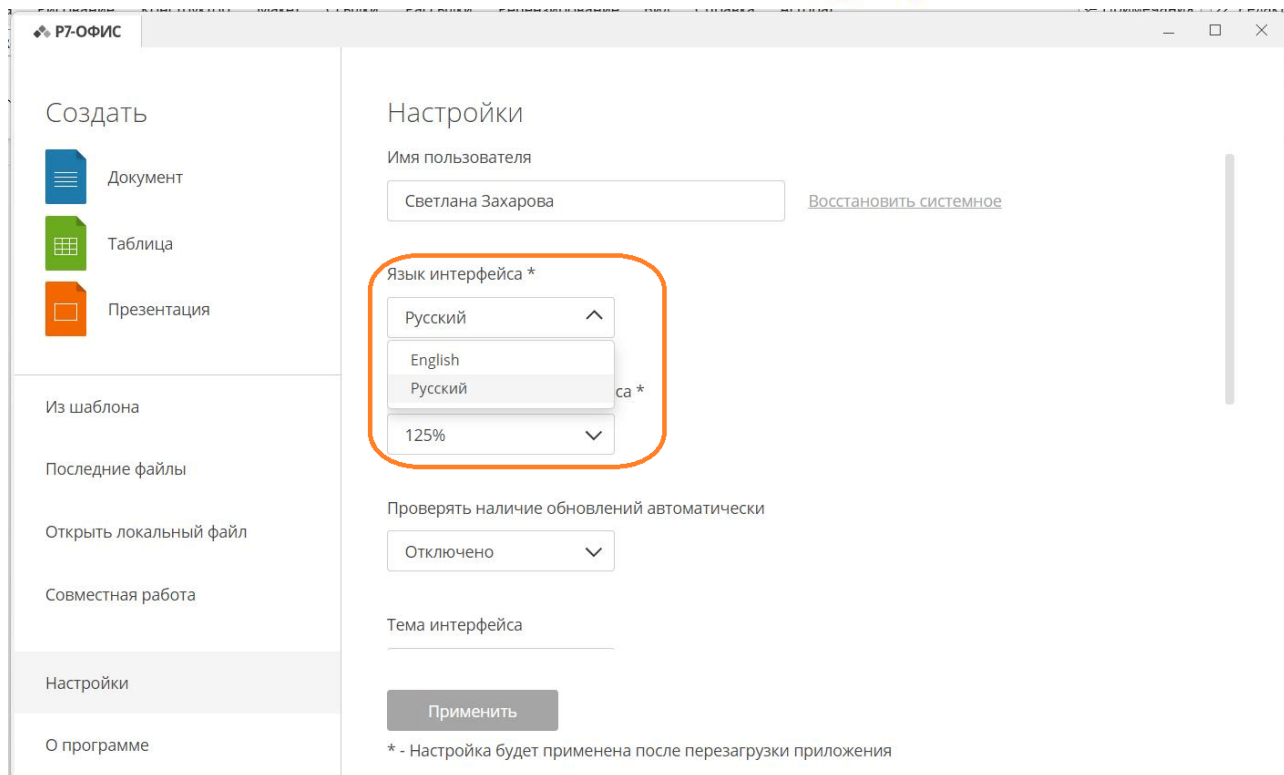 Р7-ОФИС
Создать
Документ
Таблица
Презентация
Из шаблона
Последние файлы
Открыть локальный файл
Совместная работа
Настройки
О программе
Настройки
Имя пользователя
Светлана Захарова Восстановить системное
Язык интерфейса *
Русский
English
Русский
са *
125%
Проверять наличие обновлений автоматически
Отключено
Тема интерфейса
Применить
* - Настройка будет применена после перезагрузки приложения